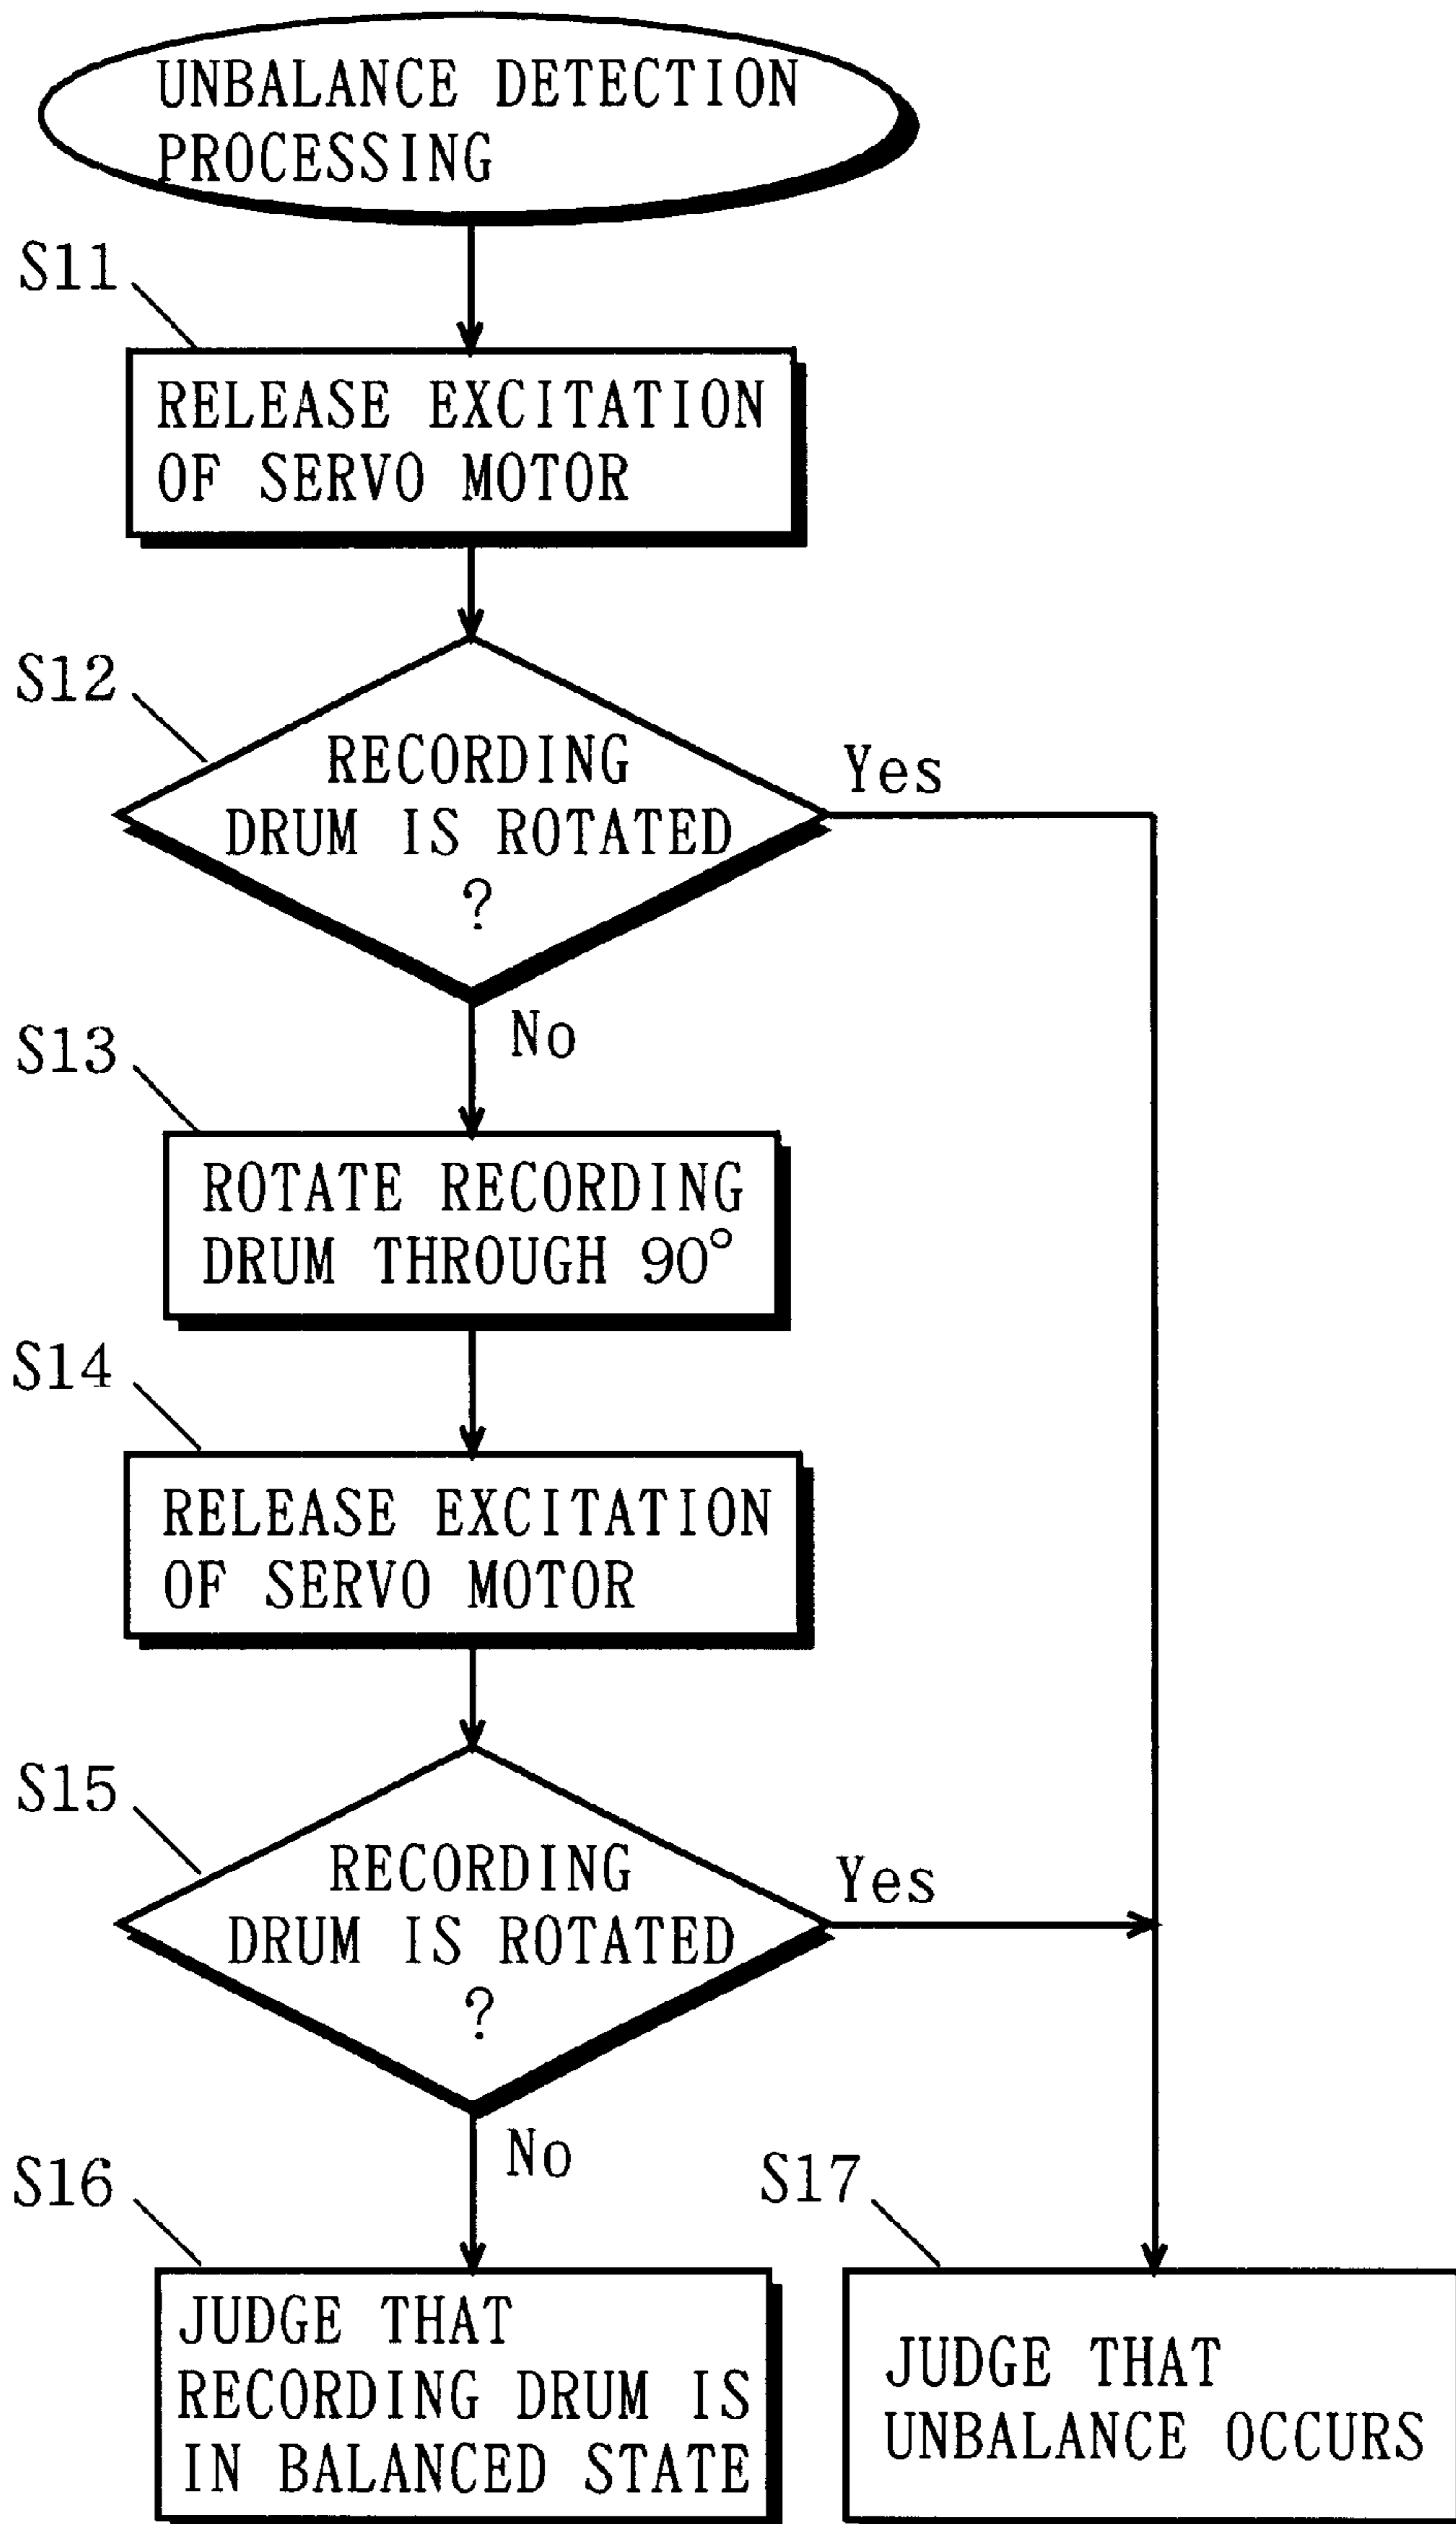 UNBALANCE DETECTION
PROCESSING
S11
RELEASE EXCITATION
OF SERVO MOTOR
S12
RECORDING
DRUM IS ROTATED
?
Yes
No
S13
ROTATE RECORDING
DRUM THROUGH 90°
S14
RELEASE EXCITATION
OF SERVO MOTOR
S15
RECORDING
DRUM IS ROTATED
?
Yes
No
S16
JUDGE THAT
RECORDING DRUM IS
IN BALANCED STATE
S17
JUDGE THAT
UNBALANCE OCCURS